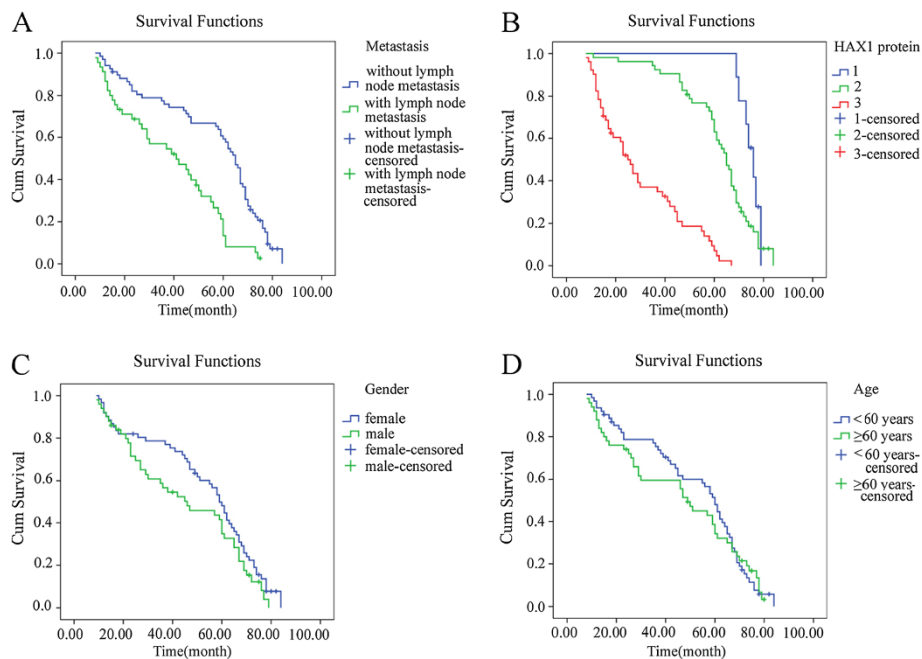 A
Survival Functions
Cum Survival
1.0
0.8
0.6
0.4
0.2
0.0
0.00
20.00
40.00
60.00
80.00
100.00
Time(month)
Metastasis
without lymph
node metastasis
with lymph node
metastasis
without lymph
node metastasis-
censored
with lymph node
metastasis-
censored
B
Survival Functions
Cum Survival
1.0
0.8
0.6
0.4
0.2
0.0
0.00
20.00
40.00
60.00
80.00
100.00
Time(month)
HAX1 protein
1
2
3
1-censored
2-censored
3-censored
C
Survival Functions
Cum Survival
1.0
0.8
0.6
0.4
0.2
0.0
0.00
20.00
40.00
60.00
80.00
100.00
Time(month)
Gender
female
male
female-censored
male-censored
D
Survival Functions
Cum Survival
1.0
0.8
0.6
0.4
0.2
0.0
0.00
20.00
40.00
60.00
80.00
100.00
Time(month)
Age
<60 years
≥60 years
<60 years-
censored
≥60 years-
censored